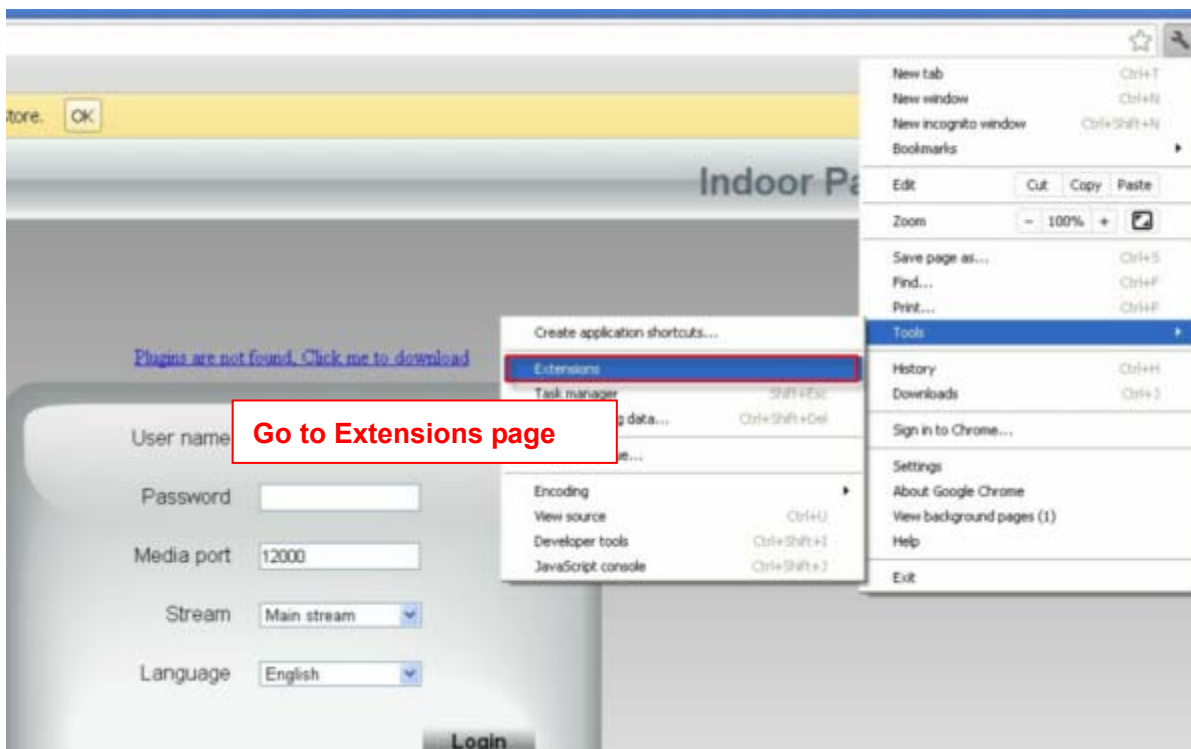 tore. OK
Indoor Pa
Plugins are not found, Click me to download
User name
Go to Extensions page
Password
Media port 12000
Stream Main stream
Language English
Login
New tab Ctrl+T
New window Ctrl+N
New incognito window Ctrl+Shift+N
Bookmarks
Edit Cut Copy Paste
Zoom - 100% +
Save page as... Ctrl+S
Find... Ctrl+F
Print... Ctrl+P
Tools
History Ctrl+H
Downloads Ctrl+J
Sign in to Chrome...
Settings
About Google Chrome
View background pages (1)
Help
Exit
Create application shortcuts...
Extensions
Task manager Shift+Esc
g data... Ctrl+Shift+Del
ue...
Encoding
View source Ctrl+U
Developer tools Ctrl+Shift+I
JavaScript console Ctrl+Shift+J